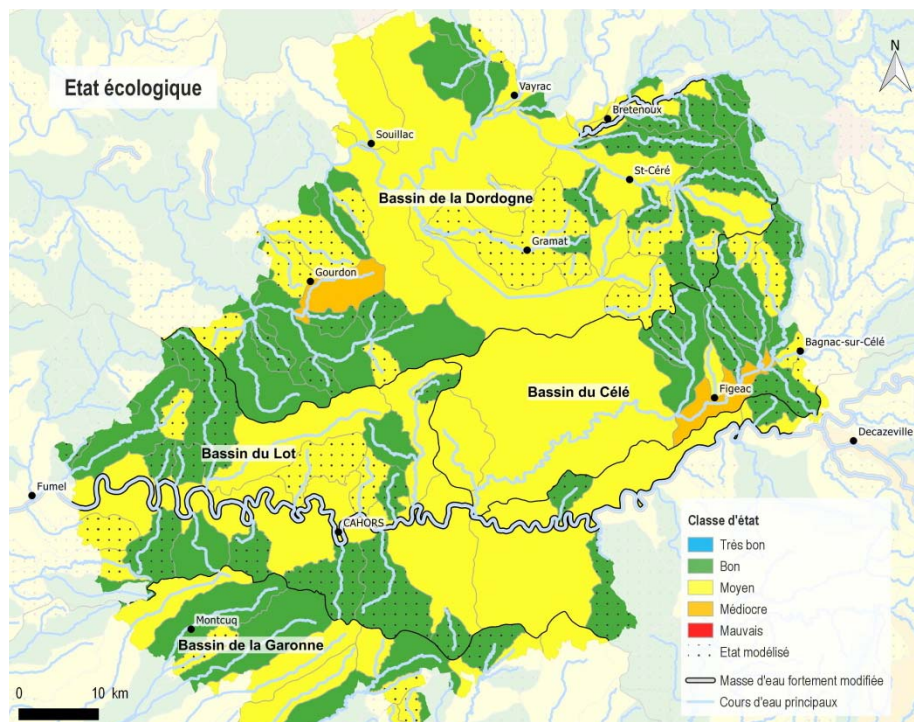 Etat écologique
N
Vayrac
Bretenoux
Souillac
St-Céré
Bassin de la Dordogne
Gramat
Gourdon
Bagnac-sur-Célé
Bassin du Célé
Figeac
Decazeville
Bassin du Lot
Fumel
CAHORS
Montcuq
Bassin de la Garonne
Classe d'état
Très bon
Bon
Moyen
Médiocre
Mauvais
Etat modélisé
Masse d'eau fortement modifiée
Cours d'eau principaux
0 10 km